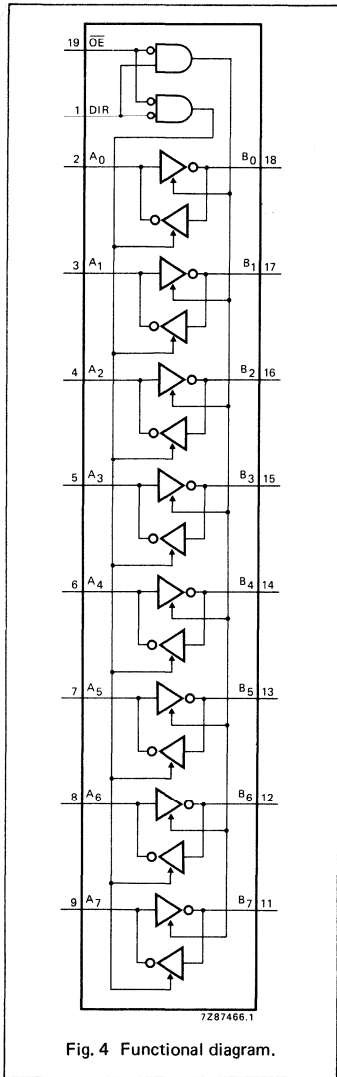 19 OE
1 DIR
2 A0 B0 18
3 A1 B1 17
4 A2 B2 16
5 A3 B3 15
6 A4 B4 14
7 A5 B5 13
8 A6 B6 12
9 A7 B7 11
7Z87466.1
Fig. 4 Functional diagram.